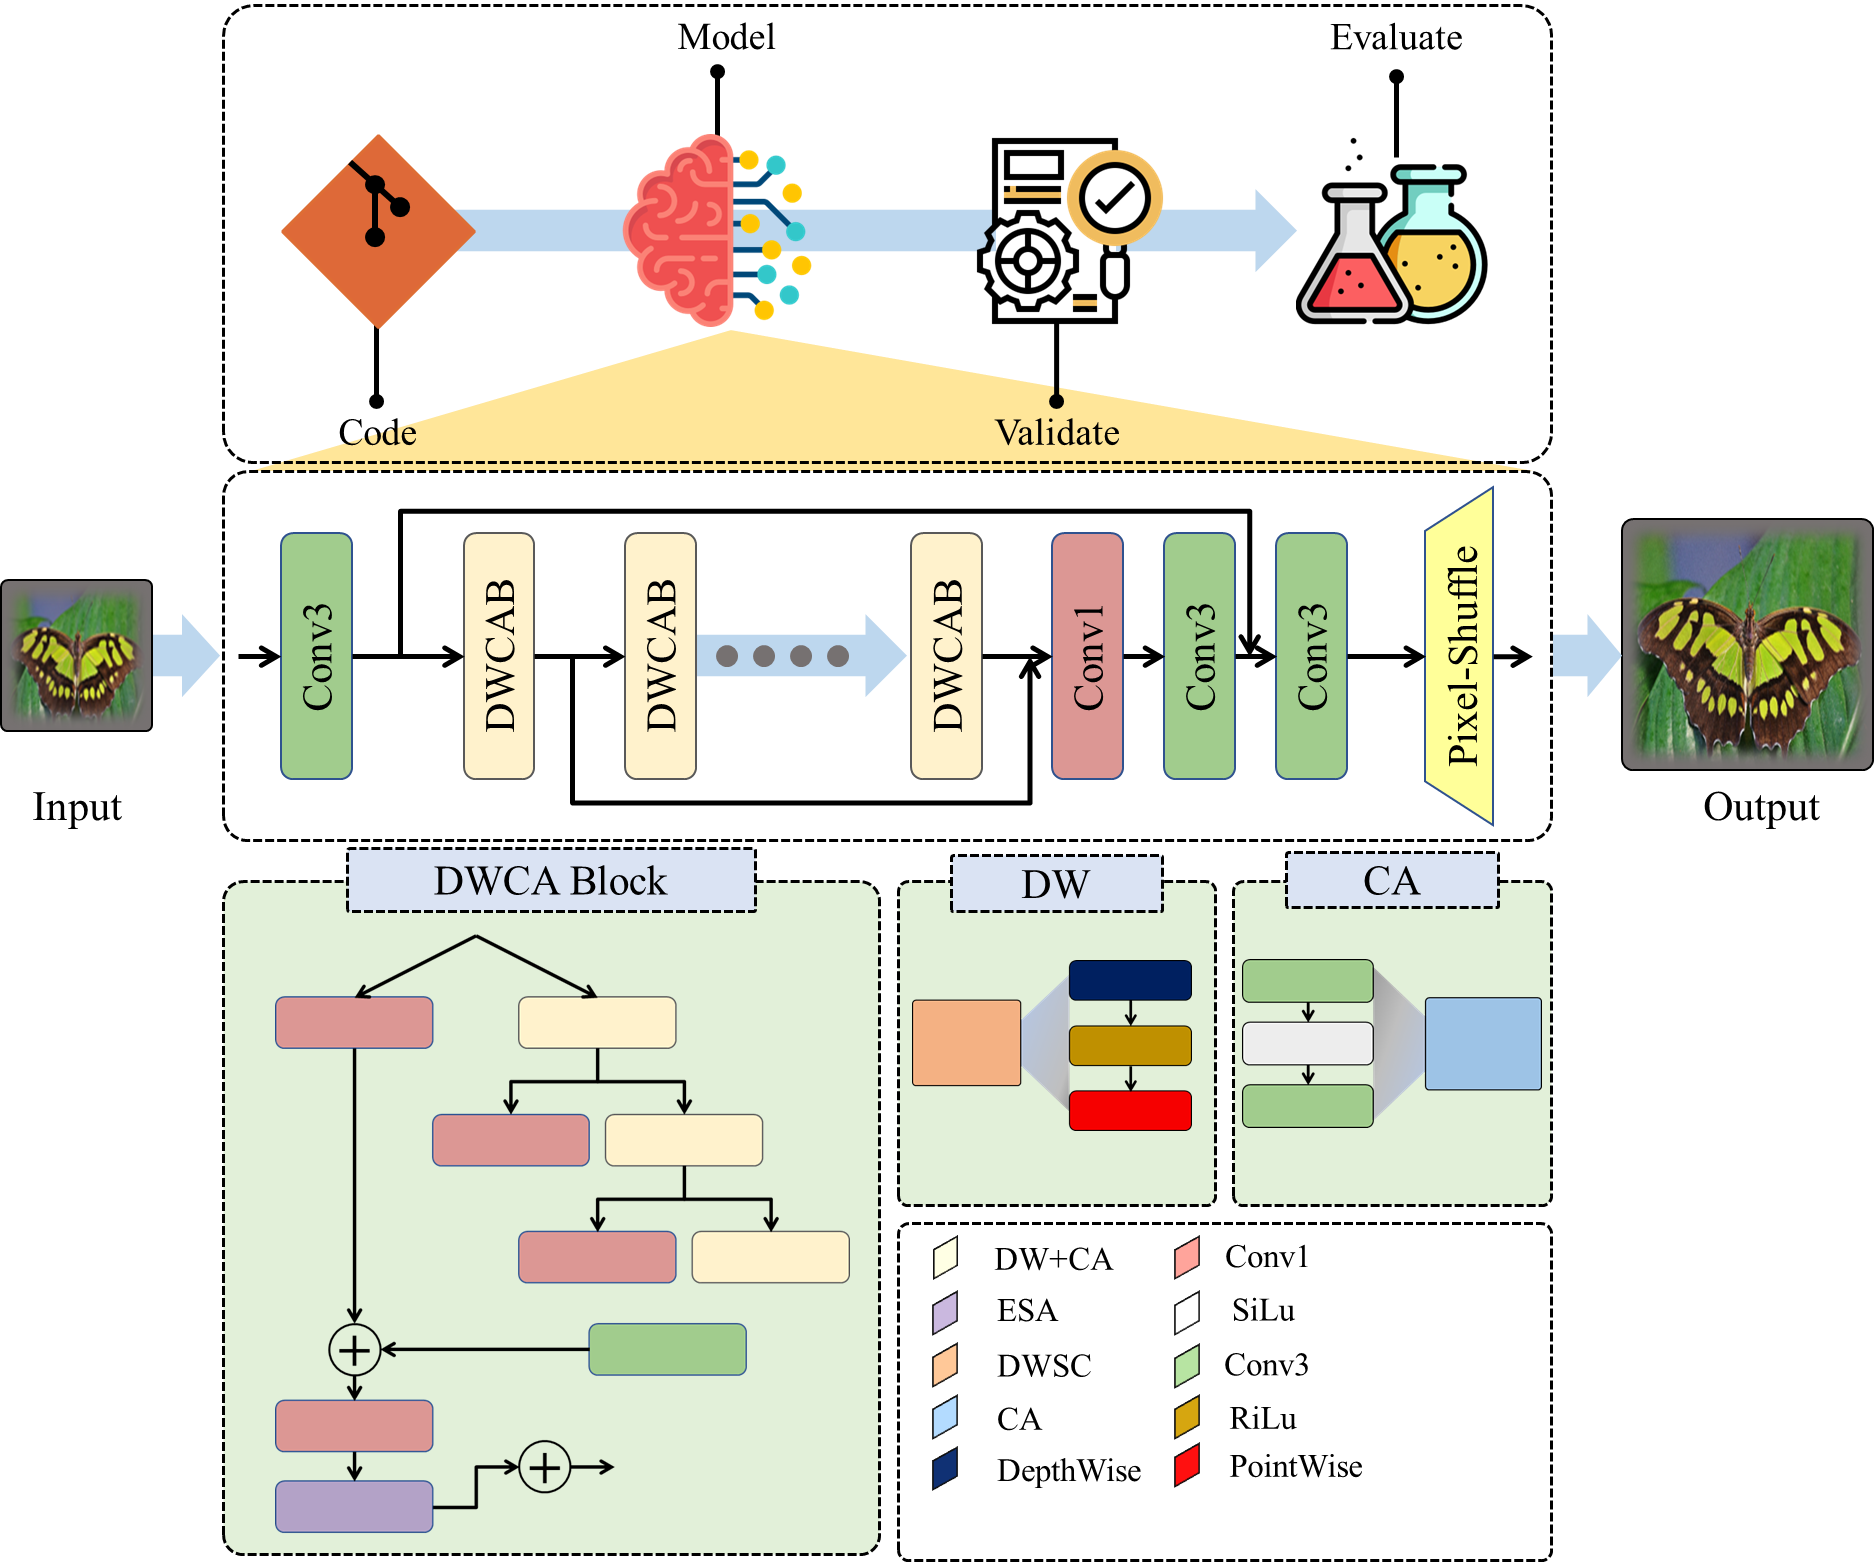 Model
Evaluate
Code
Validate
Conv3
DWCAB
DWCAB
DWCAB
Conv1
Conv3
Conv3
Pixel-Shuffle
Input
Output
DWCA Block
DW
CA
DW+CA
Conv1
ESA
SiLu
DWSC
Conv3
CA
RiLu
DepthWise
PointWise